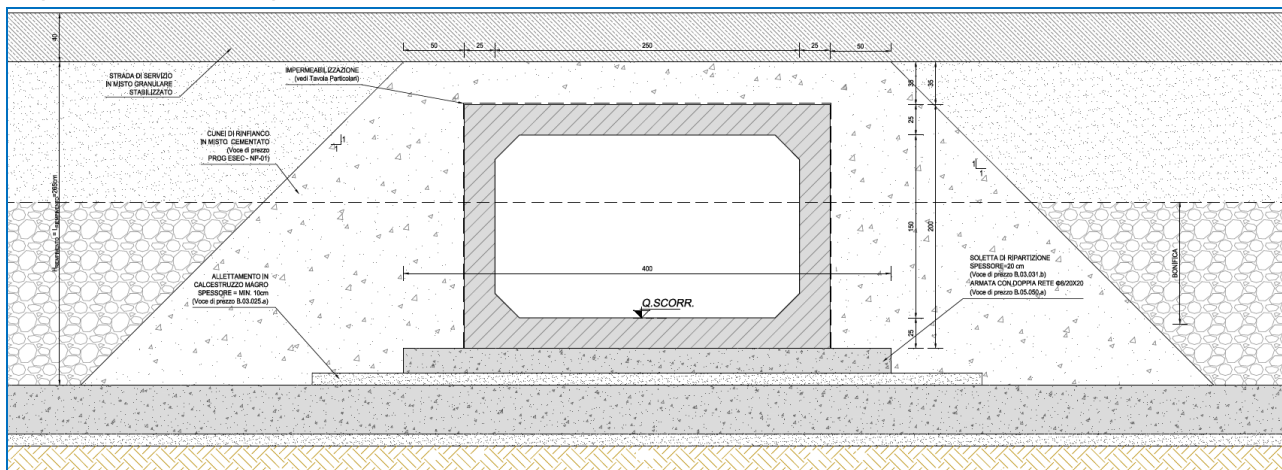 40
50
25
250
25
50
STRADA DI SERVIZIO
IN MISTO GRANULARE
STABILIZZATO
IMPERMEABILIZZAZIONE
(vedi Tavola Particolari)
35
35
25
CUNEI DI RINFIANCO
IN MISTO CEMENTATO
(Voce di prezzo
PROG ESEC - NP-01)
1
1
1
1
150
200
BONIFICA
400
ALLETTAMENTO IN
CALCESTRUZZO MAGRO
SPESSORE = MIN. 10cm
(Voce di prezzo B.03.025.a)
SOLETTA DI RIPARTIZIONE
SPESSORE=20 cm
(Voce di prezzo B.03.031.b)
ARMATA CON DOPPIA RETE Φ8/20X20
(Voce di prezzo B.05.050.a)
Q.SCORR.
25